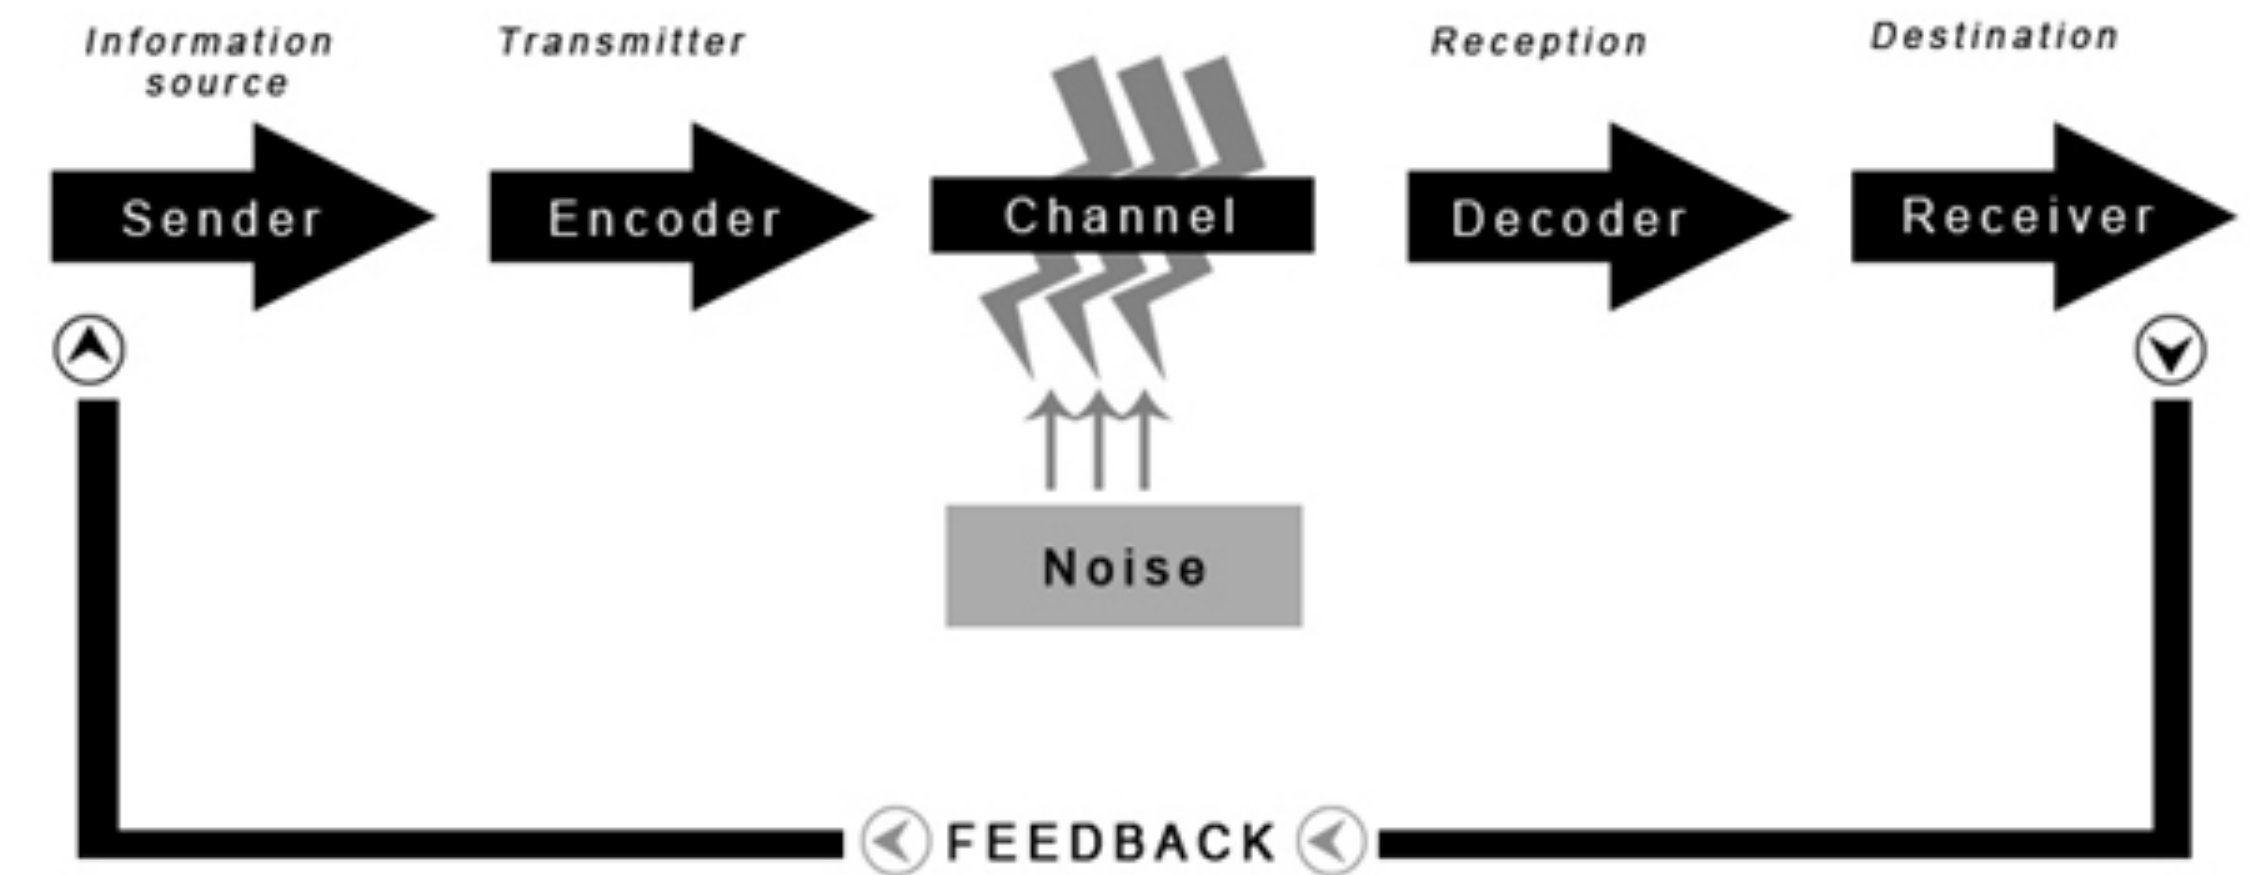 Information
source
Transmitter
Reception
Destination
Sender
Encoder
Channel
Decoder
Receiver
Noise
FEEDBACK